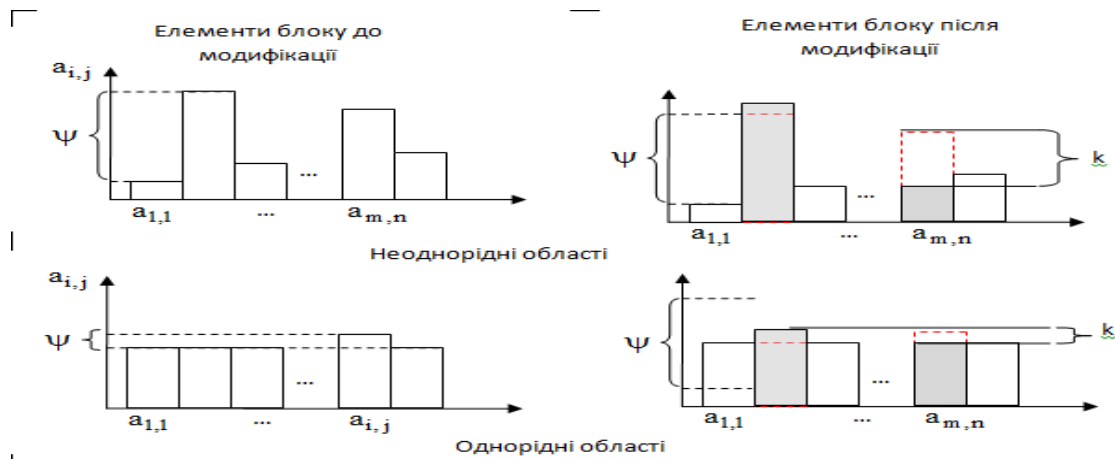 Елементи блоку до
модифікації
Елементи блоку після
модифікації
a i,j
ψ
...
a 1,1 ... a m,n
ψ
...
k
a 1,1 ... a m,n
Неоднорідні області
a i,j
ψ
...
a 1,1 ... a i,j
ψ
...
k
a 1,1 ... a m,n
Однорідні області